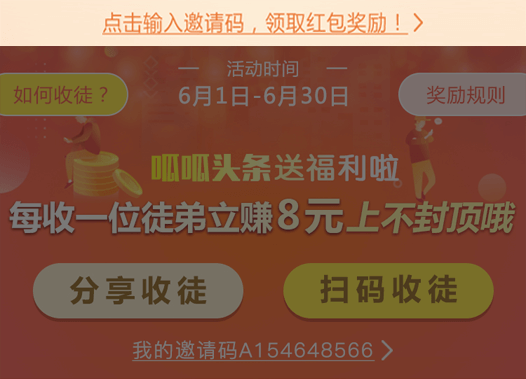 点击输入邀请码，领取红包奖励！>
活动时间
如何收徒？
6月1日-6月30日
奖励规则
呱呱头条送福利啦
每收一位徒弟立赚8元上不封顶哦
分享收徒
扫码收徒
我的邀请码A154648566 >